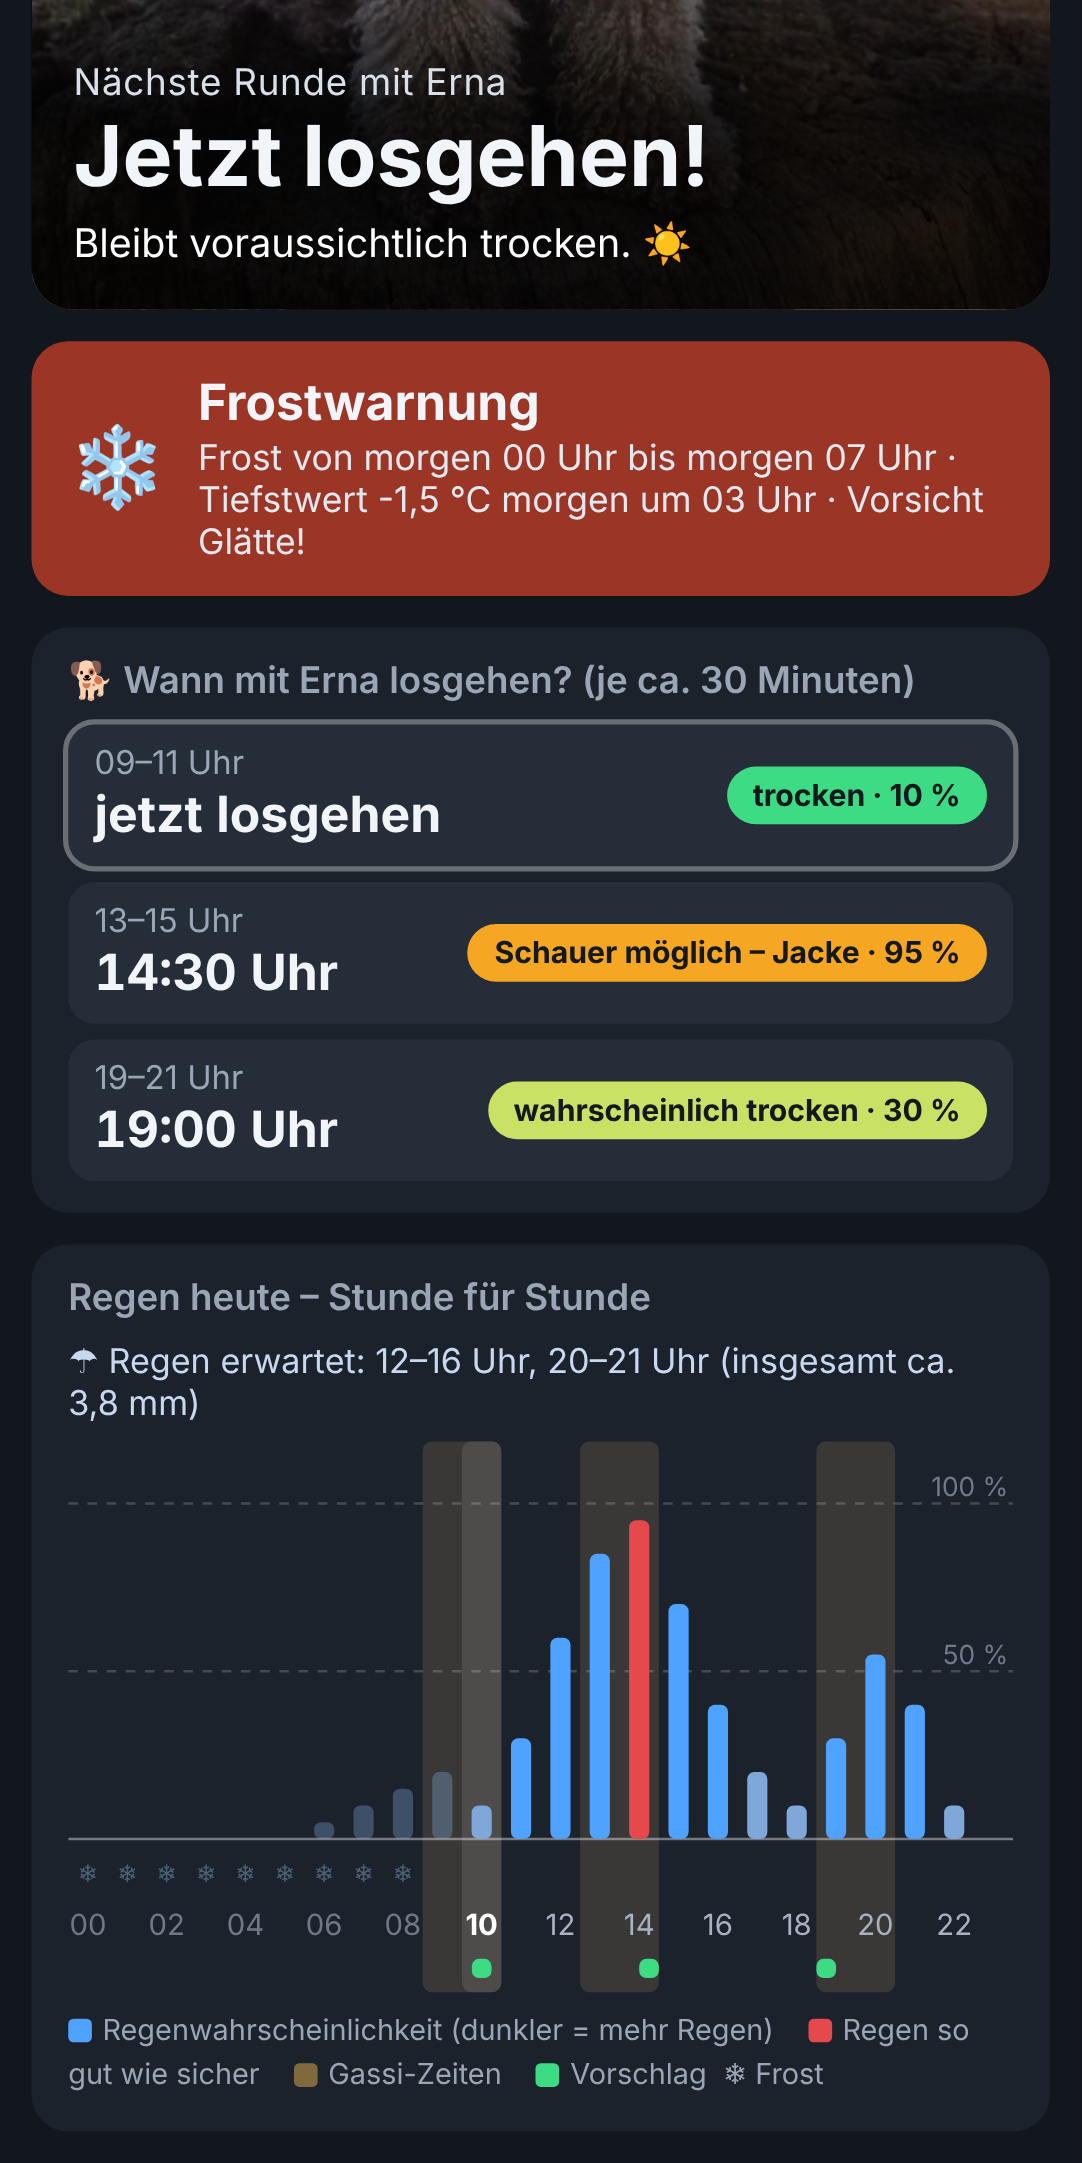 Nächste Runde mit Erna
Jetzt losgehen!
Bleibt voraussichtlich trocken. ☀️
Frostwarnung
Frost von morgen 00 Uhr bis morgen 07 Uhr ·
Tiefstwert -1,5 °C morgen um 03 Uhr · Vorsicht
Glätte!
🐕 Wann mit Erna losgehen? (je ca. 30 Minuten)
09–11 Uhr
jetzt losgehen
trocken · 10 %
13–15 Uhr
14:30 Uhr
Schauer möglich – Jacke · 95 %
19–21 Uhr
19:00 Uhr
wahrscheinlich trocken · 30 %
Regen heute – Stunde für Stunde
☂ Regen erwartet: 12–16 Uhr, 20–21 Uhr (insgesamt ca.
3,8 mm)
100 %
50 %
❄ ❄ ❄ ❄ ❄ ❄ ❄ ❄ ❄
00 02 04 06 08 10 12 14 16 18 20 22
Regenwahrscheinlichkeit (dunkler = mehr Regen) Regen so
gut wie sicher Gassi-Zeiten Vorschlag ❄ Frost